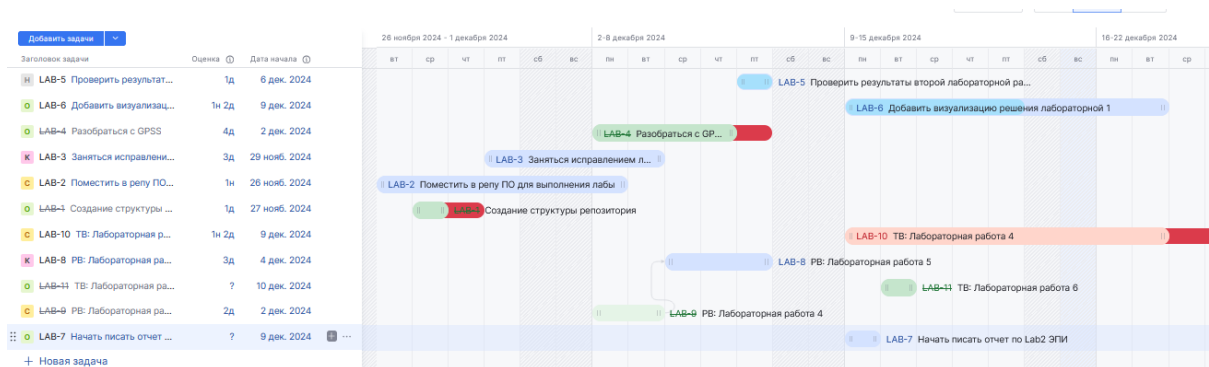 Добавить задачи
26 ноября 2024 - 1 декабря 2024 2-8 декабря 2024 9-15 декабря 2024 16-22 декабря 2024
Заголовок задачи Оценка Дата начала вт ср чт пт сб вс пн вт ср чт пт сб вс пн вт ср чт пт сб вс пн вт ср
Н LAB-5 Проверить результат... 1д 6 дек. 2024 LAB-5 Проверить результаты второй лабораторной ра...
О LAB-6 Добавить визуализац... 1н 2д 9 дек. 2024 LAB-6 Добавить визуализацию решения лабораторной 1
О LAB-4 Разобраться с GPSS 4д 2 дек. 2024 LAB-4 Разобраться с GP...
К LAB-3 Заняться исправлени... 3д 29 нояб. 2024 LAB-3 Заняться исправлением л...
С LAB-2 Поместить в репу ПО... 1н 26 нояб. 2024 LAB-2 Поместить в репу ПО для выполнения лабы
О LAB-1 Создание структуры ... 1д 27 нояб. 2024 LAB-1 Создание структуры репозитория
С LAB-10 ТВ: Лабораторная р... 1н 2д 9 дек. 2024 LAB-10 ТВ: Лабораторная работа 4
К LAB-8 РВ: Лабораторная ра... 3д 4 дек. 2024 LAB-8 РВ: Лабораторная работа 5
О LAB-11 ТВ: Лабораторная ра... ? 10 дек. 2024 LAB-11 ТВ: Лабораторная работа 6
С LAB-9 РВ: Лабораторная ра... 2д 2 дек. 2024 LAB-9 РВ: Лабораторная работа 4
О LAB-7 Начать писать отчет ... ? 9 дек. 2024 LAB-7 Начать писать отчет по Lab2 ЭПИ
+ Новая задача